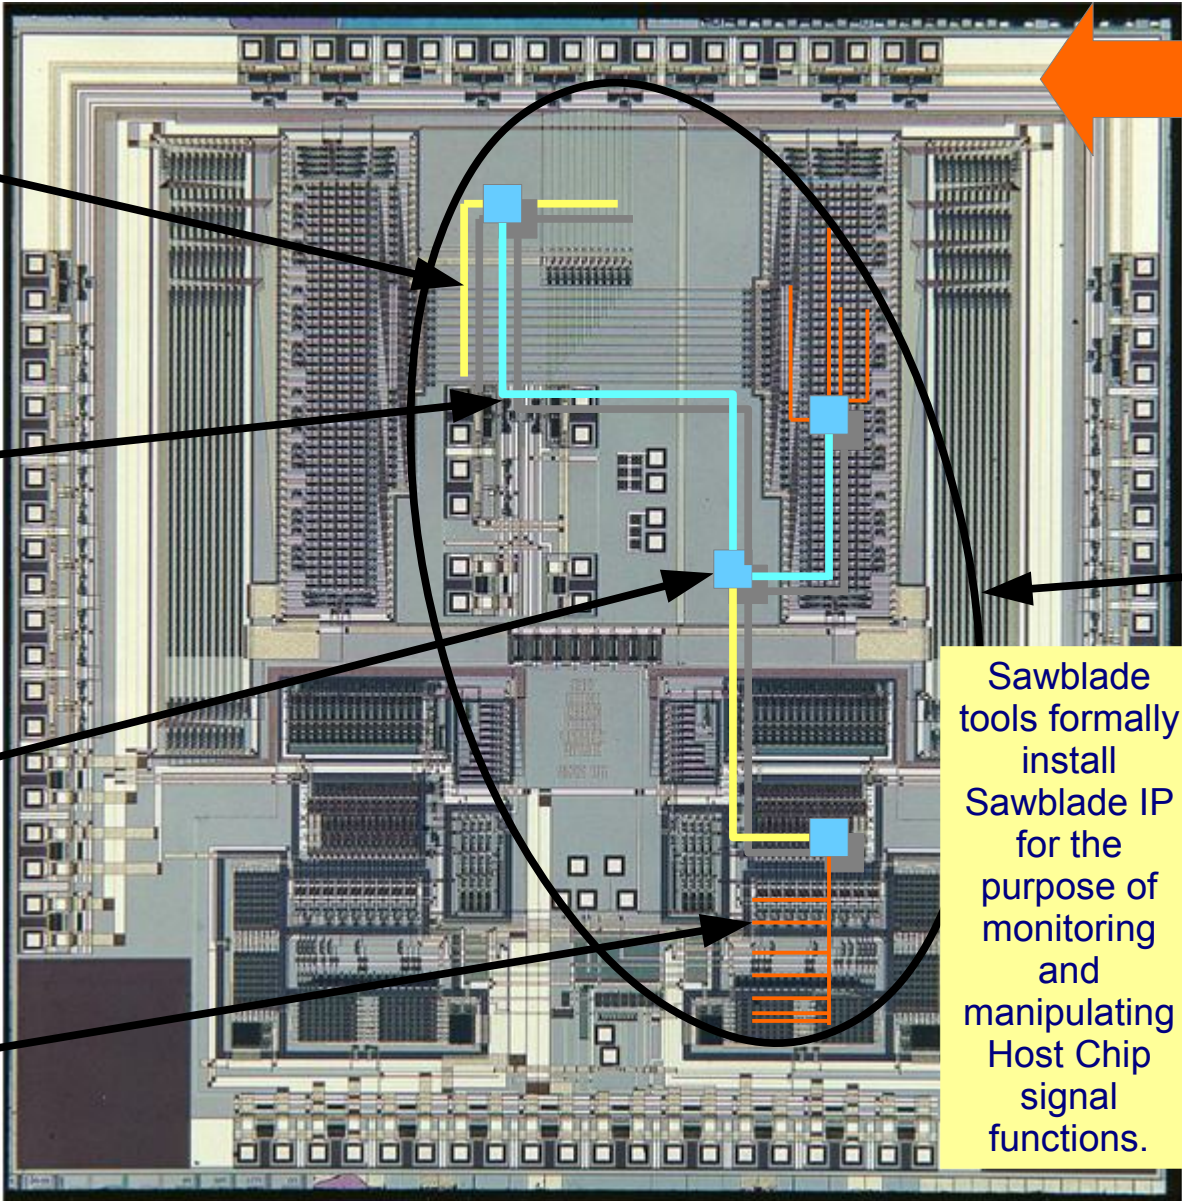 Sawblade
tools formally
install
Sawblade IP
for the
purpose of
monitoring
and
manipulating
Host Chip
signal
functions.